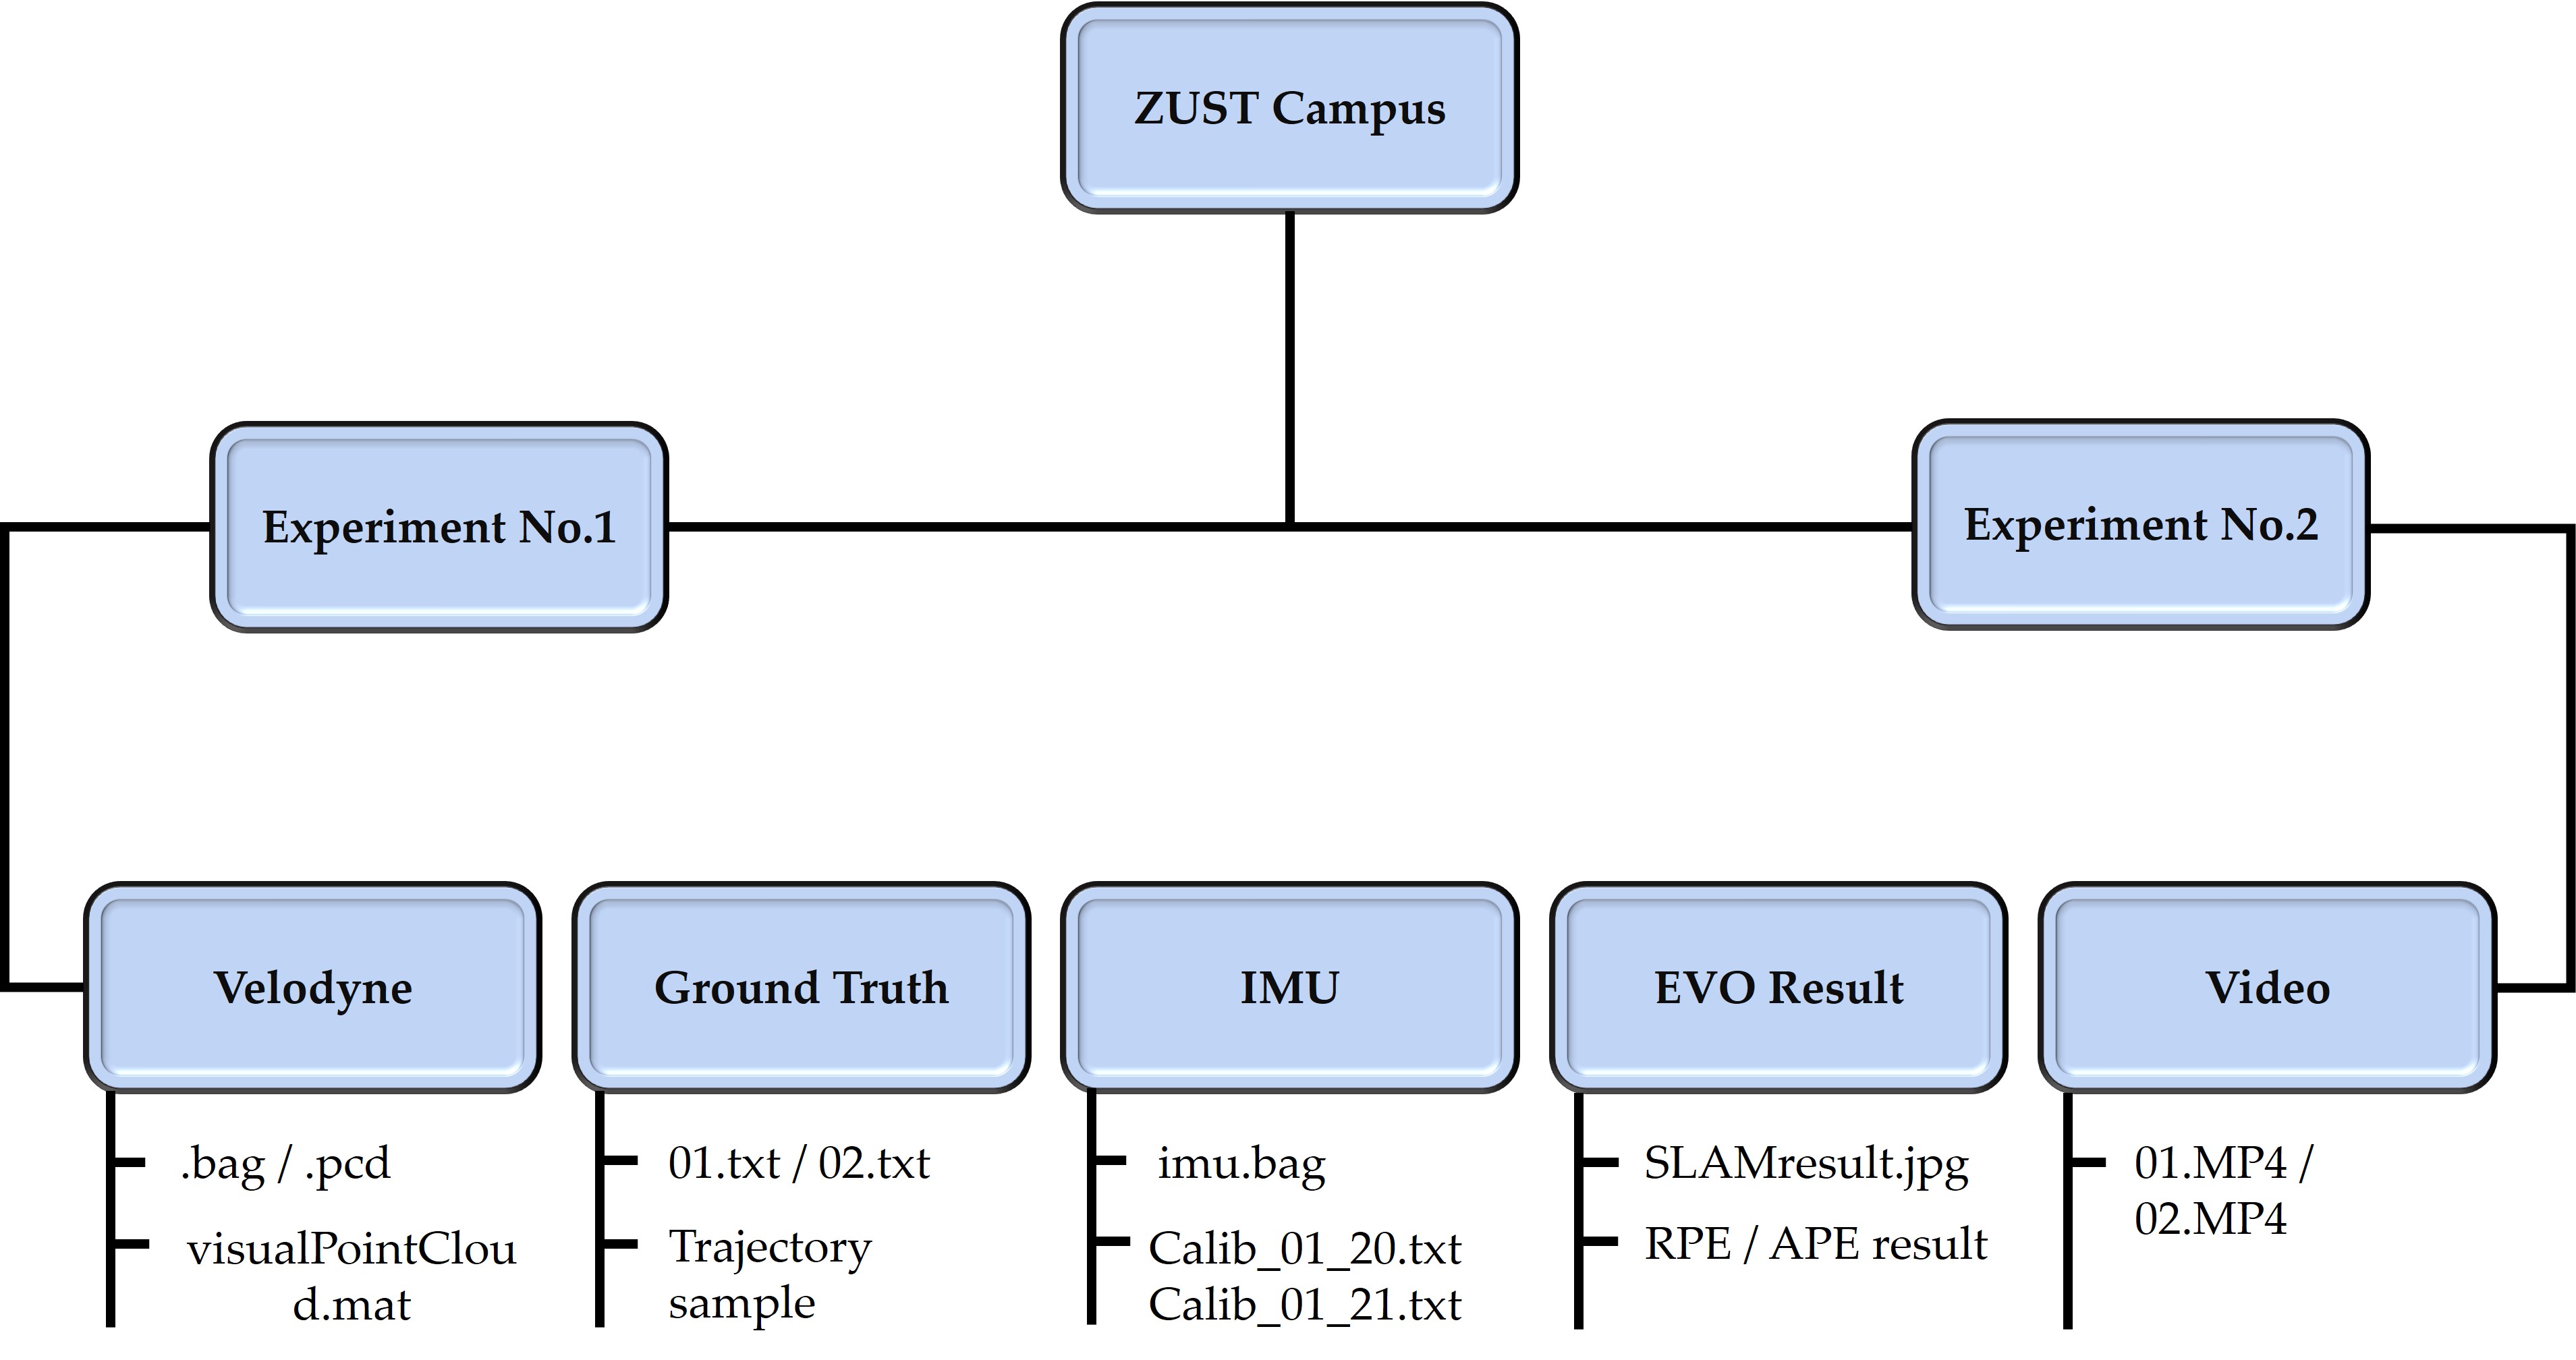 ZUST Campus
Experiment No.1
Experiment No.2
Velodyne
Ground Truth
IMU
EVO Result
Video
.bag / .pcd
visualPointClou
d.mat
01.txt / 02.txt
Trajectory
sample
imu.bag
Calib_01_20.txt
Calib_01_21.txt
SLAMresult.jpg
RPE / APE result
01.MP4 /
02.MP4